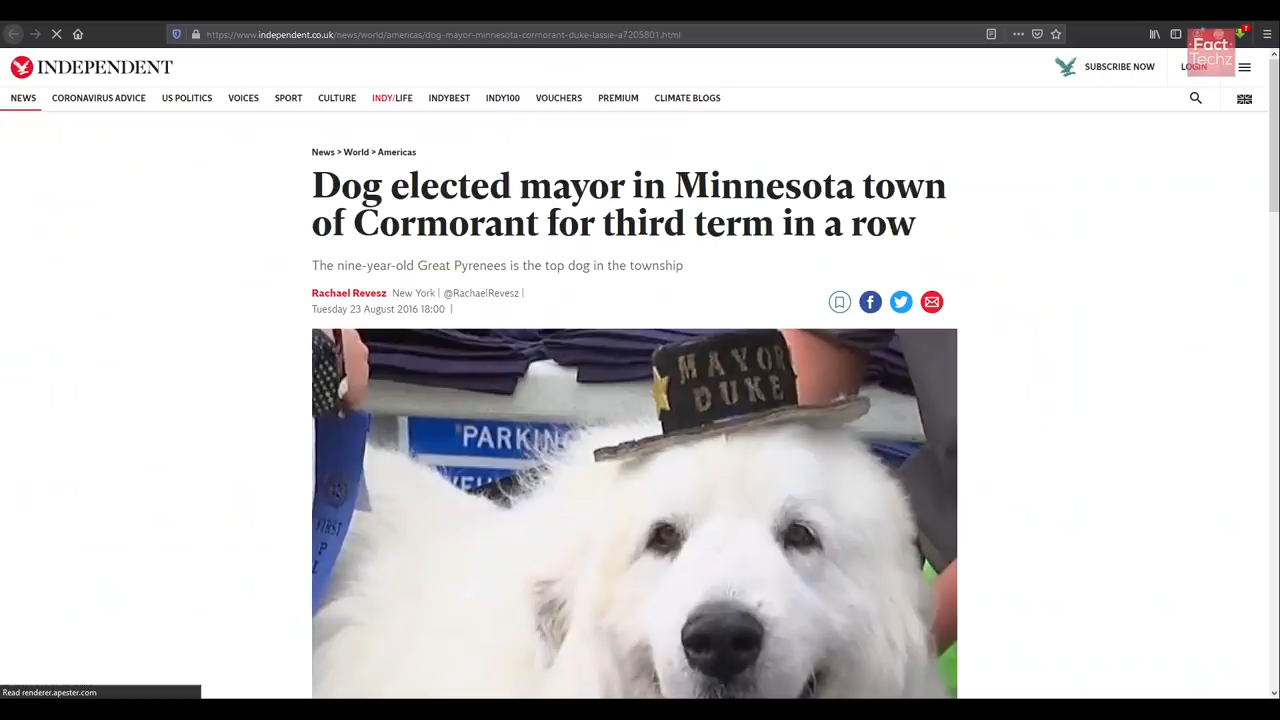 https://www.independent.co.uk/news/world/americas/dog-mayor-minnesota-cormorant-duke-lassie-a7205801.html
Fact
Techz
INDEPENDENT
SUBSCRIBE NOW
LOGIN
NEWS CORONAVIRUS ADVICE US POLITICS VOICES SPORT CULTURE INDY/LIFE INDYBEST INDY100 VOUCHERS PREMIUM CLIMATE BLOGS
News > World > Americas
Dog elected mayor in Minnesota town
of Cormorant for third term in a row
The nine-year-old Great Pyrenees is the top dog in the township
Rachael Revesz New York | @RachaelRevesz |
Tuesday 23 August 2016 18:00 |
MAYOR
DUKE
PARKING
FIRST
Read renderer.apester.com